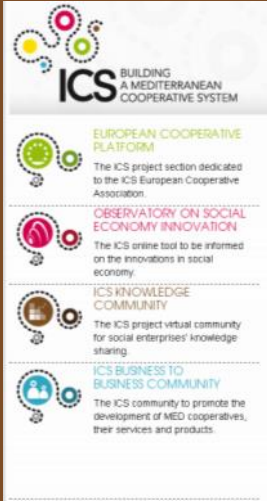 ICS BUILDING
A MEDITERRANEAN
COOPERATIVE SYSTEM
EUROPEAN COOPERATIVE
PLATFORM
The ICS project section dedicated
to the ICS European Cooperative
Association.
OBSERVATORY ON SOCIAL
ECONOMY INNOVATION
The ICS online tool to be informed
on the innovations in social
economy.
ICS KNOWLEDGE
COMMUNITY
The ICS project virtual community
for social enterprises' knowledge
sharing.
ICS BUSINESS TO
BUSINESS COMMUNITY
The ICS community to promote the
development of MED cooperatives,
their services and products.